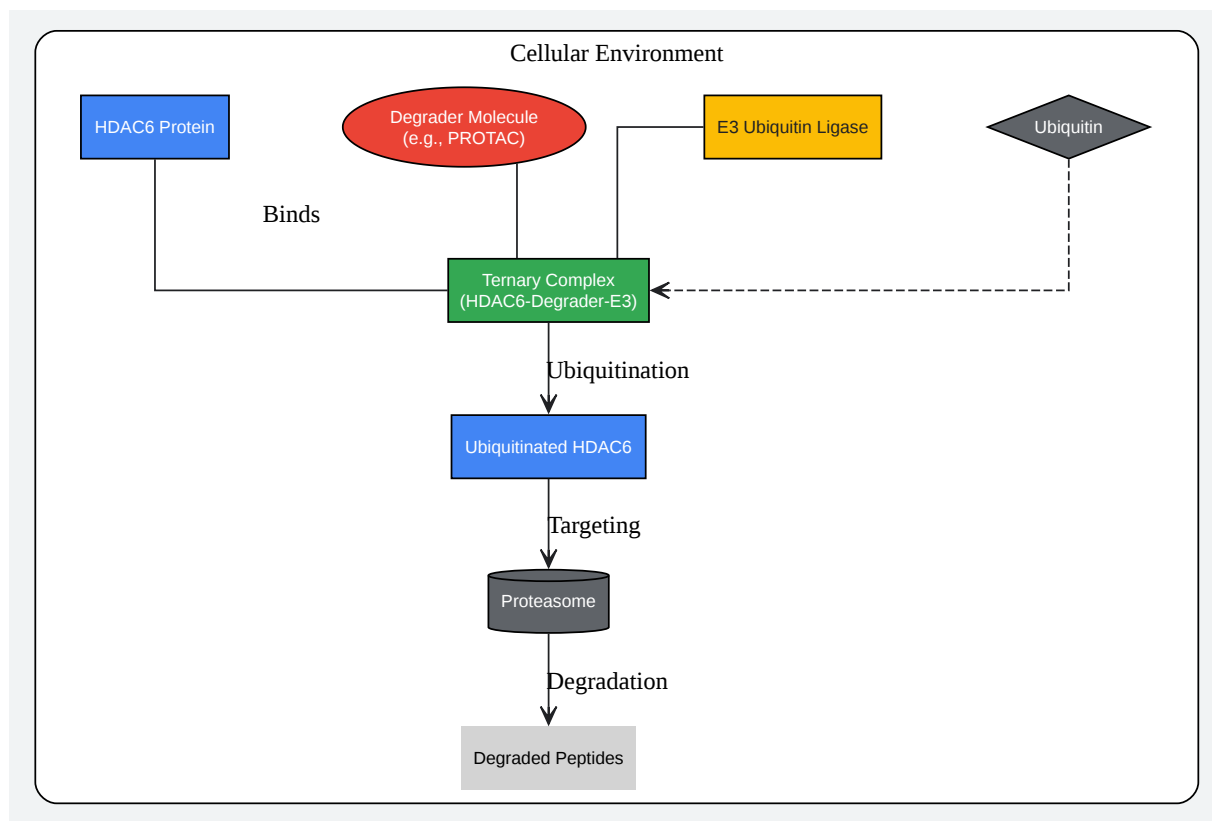 Cellular Environment
HDAC6 Protein
Degrader Molecule
(e.g., PROTAC)
E3 Ubiquitin Ligase
Ubiquitin
Binds
Ternary Complex
(HDAC6-Degrader-E3)
Ubiquitination
Ubiquitinated HDAC6
Targeting
Proteasome
Degradation
Degraded Peptides